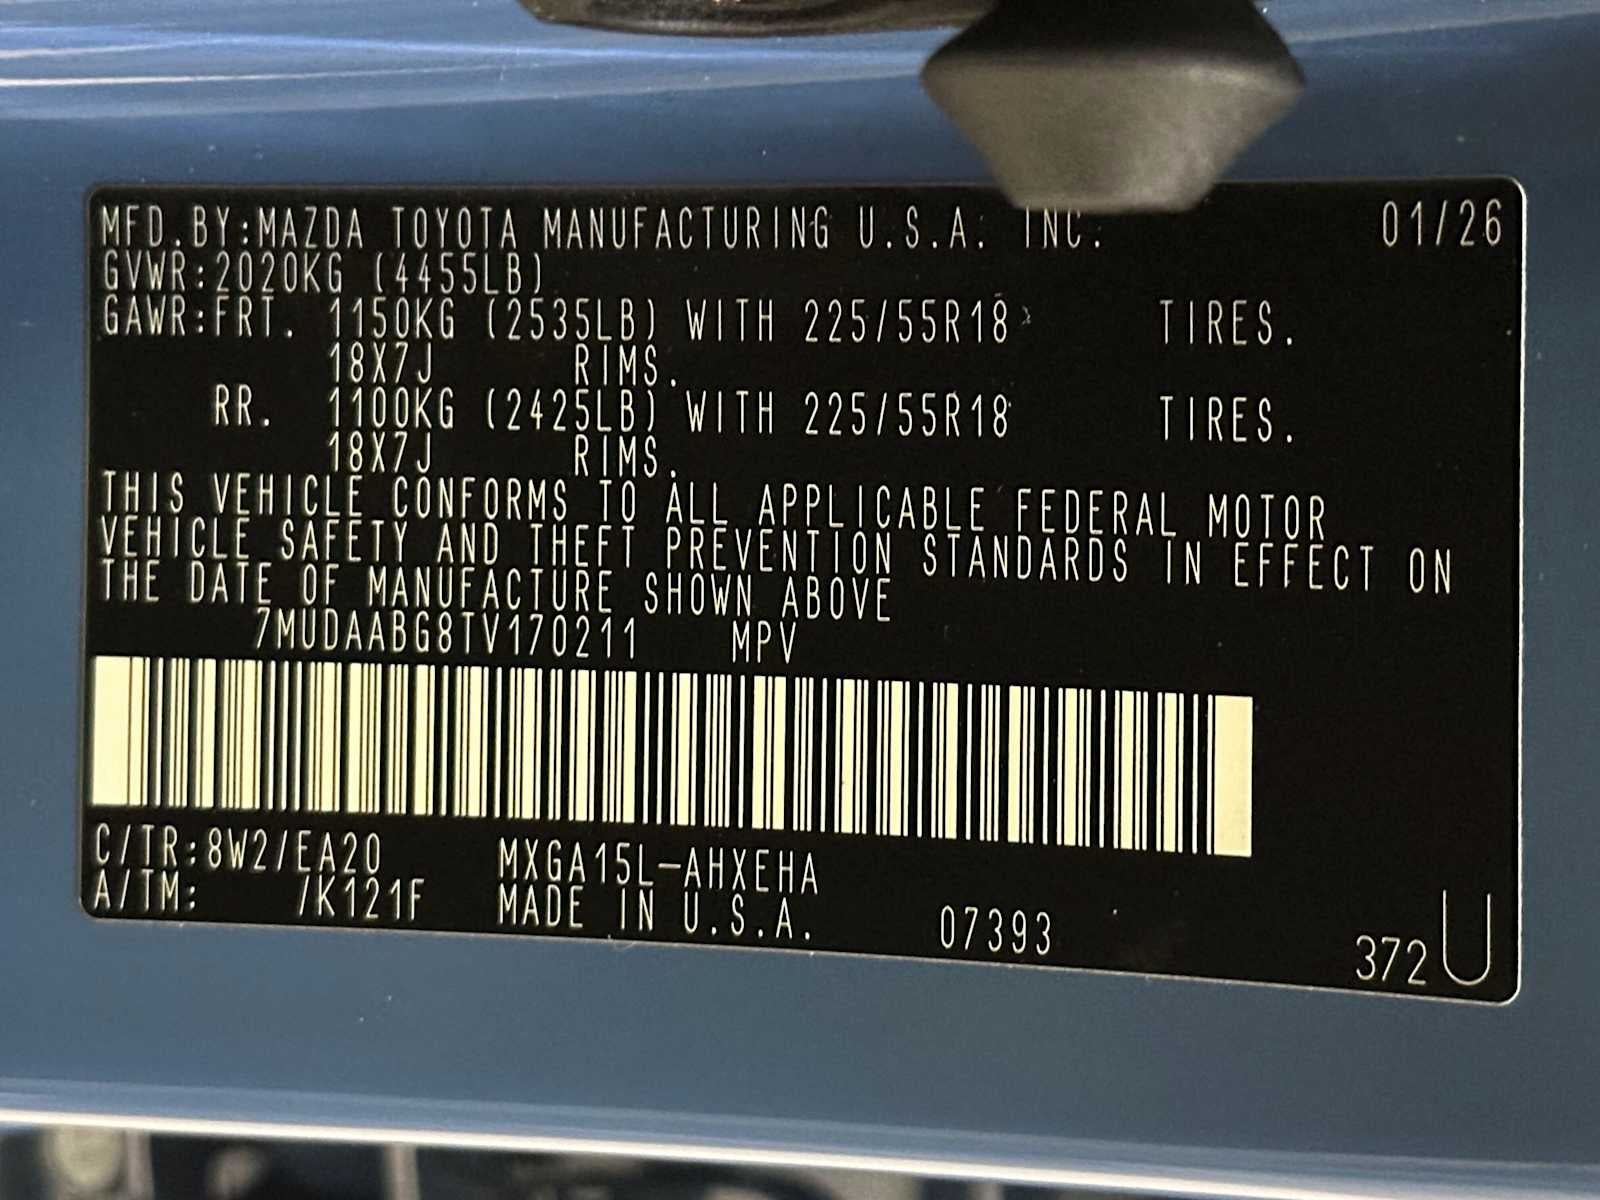 MFD.BY:MAZDA TOYOTA MANUFACTURING U.S.A. INC. 01/26
GVWR:2020KG (4455LB)
GAWR:FRT. 1150KG (2535LB) WITH 225/55R18 TIRES.
18X7J RIMS.
RR. 1100KG (2425LB) WITH 225/55R18 TIRES.
18X7J RIMS.
THIS VEHICLE CONFORMS TO ALL APPLICABLE FEDERAL MOTOR
VEHICLE SAFETY AND THEFT PREVENTION STANDARDS IN EFFECT ON
THE DATE OF MANUFACTURE SHOWN ABOVE
7MUDAABG8TV170211 MPV
C/TR:8W2/EA20 MXGA15L-AHXEHA
A/TM: /K121F MADE IN U.S.A. 07393 372U